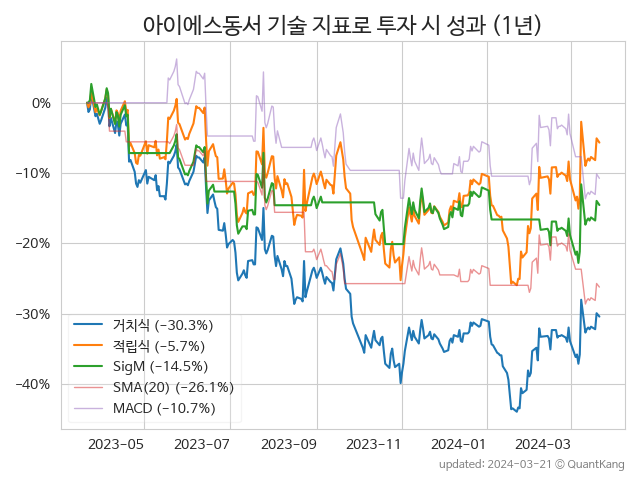 아이에스동서 기술 지표로 투자 시 성과 (1년)
0%
−10%
−20%
−30%
−40%
거치식 (−30.3%)
적립식 (−5.7%)
SigM (−14.5%)
SMA(20) (−26.1%)
MACD (−10.7%)
2023−05 2023−07 2023−09 2023−11 2024−01 2024−03
updated: 2024−03−21 © QuantKang